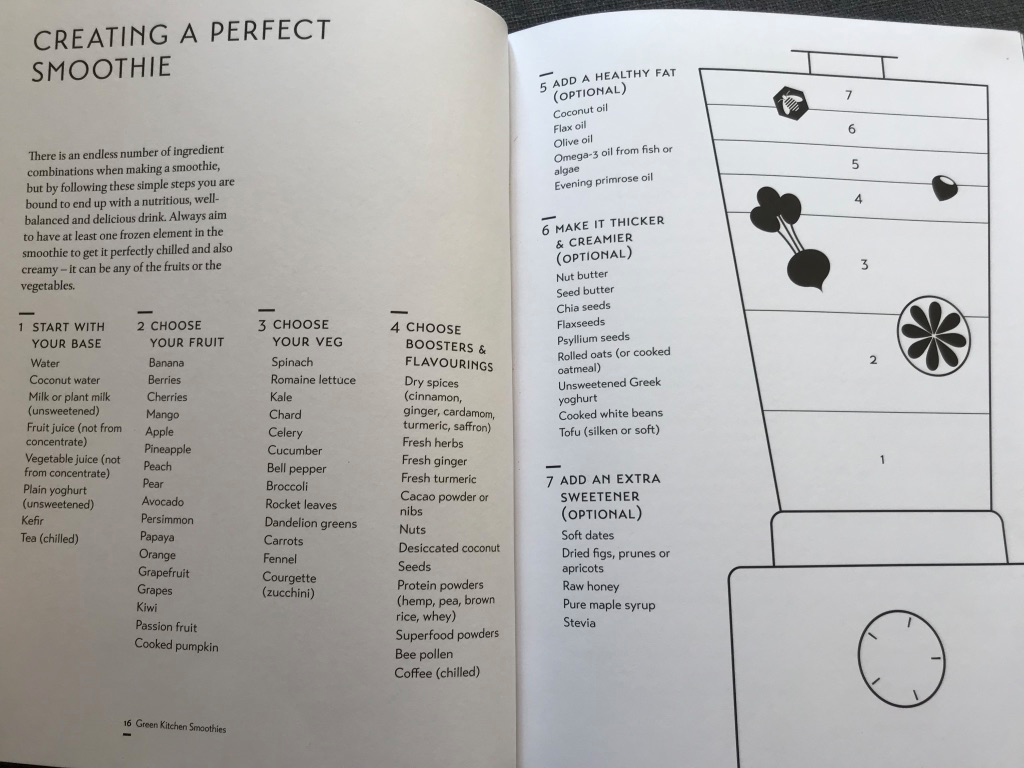 CREATING A PERFECT
SMOOTHIE
There is an endless number of ingredient
combinations when making a smoothie,
but by following these simple steps you are
bound to end up with a nutritious, well-
balanced and delicious drink. Always aim
to have at least one frozen element in the
smoothie to get it perfectly chilled and also
creamy – it can be any of the fruits or the
vegetables.
1 START WITH
YOUR BASE
Water
Coconut water
Milk or plant milk
(unsweetened)
Fruit juice (not from
concentrate)
Vegetable juice (not
from concentrate)
Plain yoghurt
(unsweetened)
Kefir
Tea (chilled)
2 CHOOSE
YOUR FRUIT
Banana
Berries
Cherries
Mango
Apple
Pineapple
Peach
Pear
Avocado
Persimmon
Papaya
Orange
Grapefruit
Grapes
Kiwi
Passion fruit
Cooked pumpkin
3 CHOOSE
YOUR VEG
Spinach
Romaine lettuce
Kale
Chard
Celery
Cucumber
Bell pepper
Broccoli
Rocket leaves
Dandelion greens
Carrots
Fennel
Courgette
(zucchini)
4 CHOOSE
BOOSTERS &
FLAVOURINGS
Dry spices
(cinnamon,
ginger, cardamom,
turmeric, saffron)
Fresh herbs
Fresh ginger
Fresh turmeric
Cacao powder or
nibs
Nuts
Desiccated coconut
Seeds
Protein powders
(hemp, pea, brown
rice, whey)
Superfood powders
Bee pollen
Coffee (chilled)
16 Green Kitchen Smoothies
5 ADD A HEALTHY FAT
(OPTIONAL)
Coconut oil
Flax oil
Olive oil
Omega-3 oil from fish or
algae
Evening primrose oil
6 MAKE IT THICKER
& CREAMIER
(OPTIONAL)
Nut butter
Seed butter
Chia seeds
Flaxseeds
Psyllium seeds
Rolled oats (or cooked
oatmeal)
Unsweetened Greek
yoghurt
Cooked white beans
Tofu (silken or soft)
7 ADD AN EXTRA
SWEETENER
(OPTIONAL)
Soft dates
Dried figs, prunes or
apricots
Raw honey
Pure maple syrup
Stevia
7
6
5
4
3
2
1